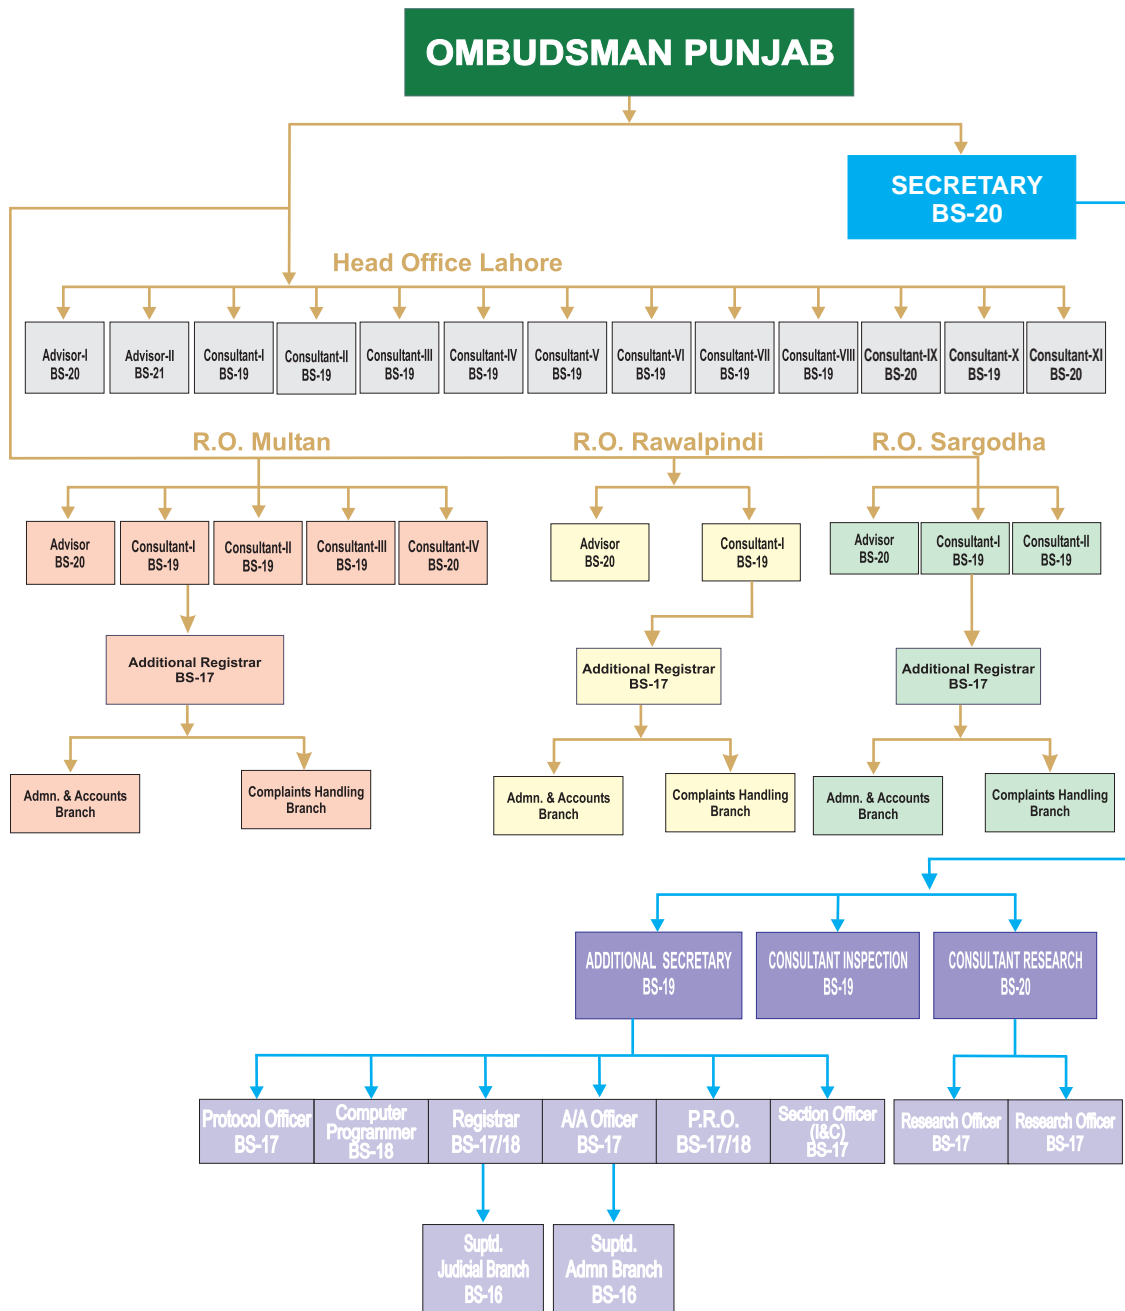 OMBUDSMAN PUNJAB
SECRETARY
BS-20
Head Office Lahore
Advisor-I
BS-20
Advisor-II
BS-21
Consultant-I
BS-19
Consultant-II
BS-19
Consultant-III
BS-19
Consultant-IV
BS-19
Consultant-V
BS-19
Consultant-VI
BS-19
Consultant-VII
BS-19
Consultant-VIII
BS-19
Consultant-IX
BS-20
Consultant-X
BS-19
Consultant-XI
BS-20
R.O. Multan
R.O. Rawalpindi
R.O. Sargodha
Advisor
BS-20
Consultant-I
BS-19
Consultant-II
BS-19
Consultant-III
BS-19
Consultant-IV
BS-20
Advisor
BS-20
Consultant-I
BS-19
Advisor
BS-20
Consultant-I
BS-19
Consultant-II
BS-19
Additional Registrar
BS-17
Additional Registrar
BS-17
Additional Registrar
BS-17
Admn. & Accounts
Branch
Complaints Handling
Branch
Admn. & Accounts
Branch
Complaints Handling
Branch
Admn. & Accounts
Branch
Complaints Handling
Branch
ADDITIONAL SECRETARY
BS-19
CONSULTANT INSPECTION
BS-19
CONSULTANT RESEARCH
BS-20
Protocol Officer
BS-17
Computer
Programmer
BS-18
Registrar
BS-17/18
A/A Officer
BS-17
P.R.O.
BS-17/18
Section Officer
(I&C)
BS-17
Research Officer
BS-17
Research Officer
BS-17
Suptd.
Judicial Branch
BS-16
Suptd.
Admn Branch
BS-16